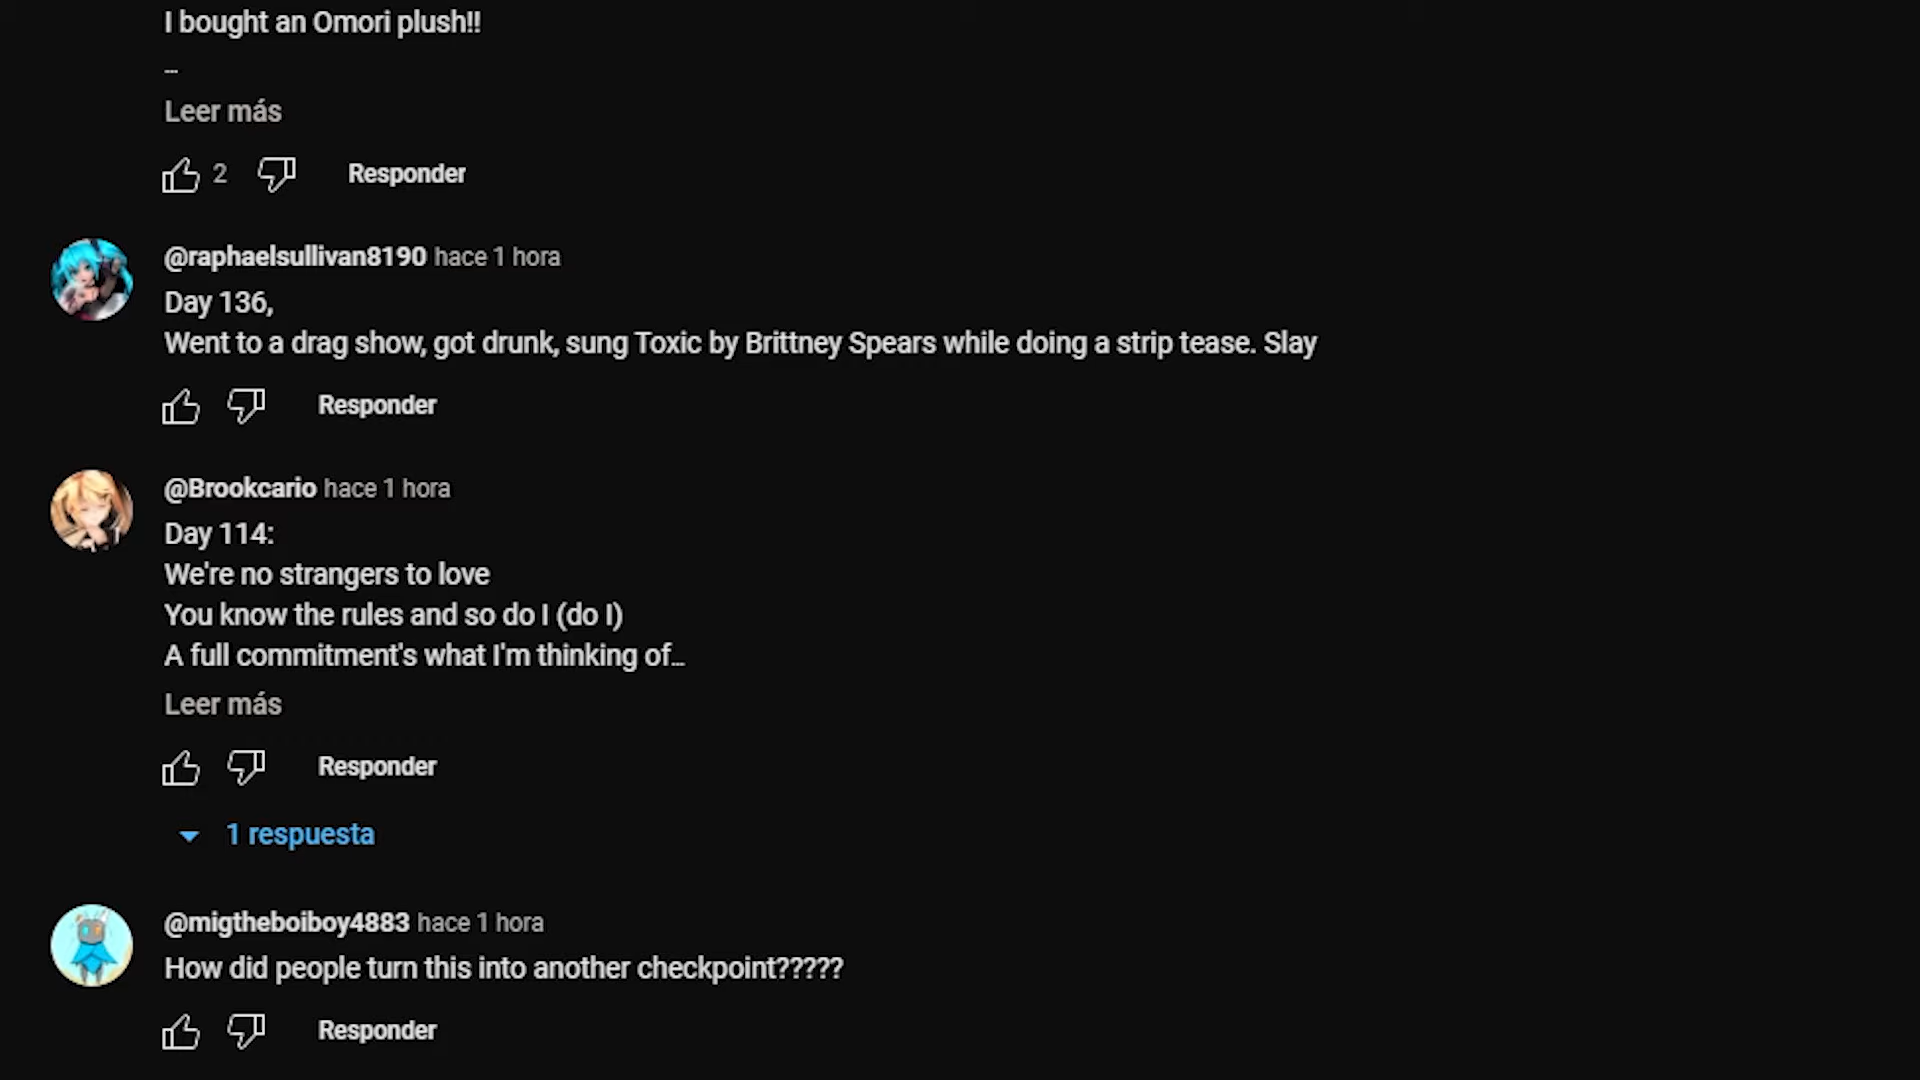 I bought an Omori plush!!
...
Leer más
2 Responder
@raphaelsullivan8190 hace 1 hora
Day 136,
Went to a drag show, got drunk, sung Toxic by Brittney Spears while doing a strip tease. Slay
Responder
@Brookcario hace 1 hora
Day 114:
We're no strangers to love
You know the rules and so do I (do I)
A full commitment's what I'm thinking of...
Leer más
Responder
1 respuesta
@migtheboiboy4883 hace 1 hora
How did people turn this into another checkpoint?????
Responder